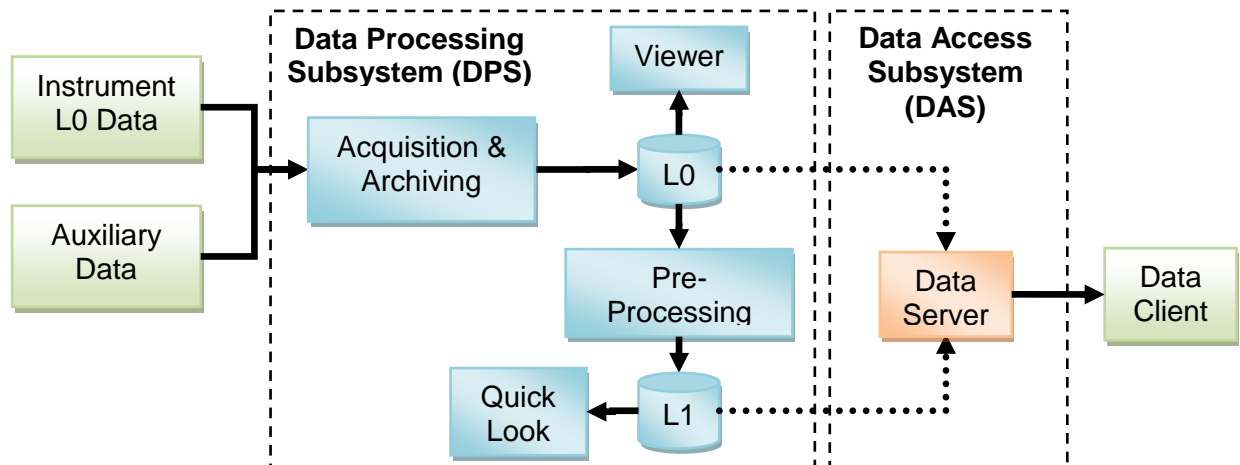 Data Processing
Subsystem (DPS)
Viewer
Data Access
Subsystem
(DAS)
Instrument
L0 Data
Acquisition &
Archiving
L0
Auxiliary
Data
Pre-
Processing
Data
Server
Data
Client
Quick
Look
L1